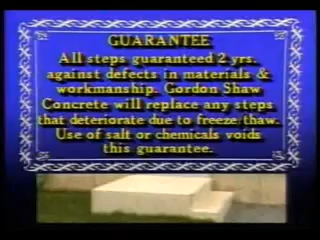 GUARANTEE
All steps guaranteed 2 yrs.
against defects in materials &
workmanship. Gordon Shaw
Concrete will replace any steps
that deteriorate due to freeze/thaw.
Use of salt or chemicals voids
this guarantee.